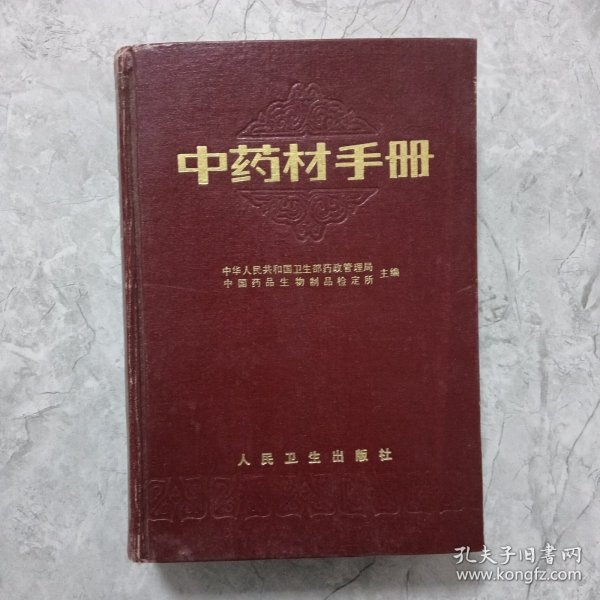 中药材手册
中华人民共和国卫生部药政管理局
中国药品生物制品检定所
主编
人民卫生出版社
孔夫子旧书网
www.kongfz.com